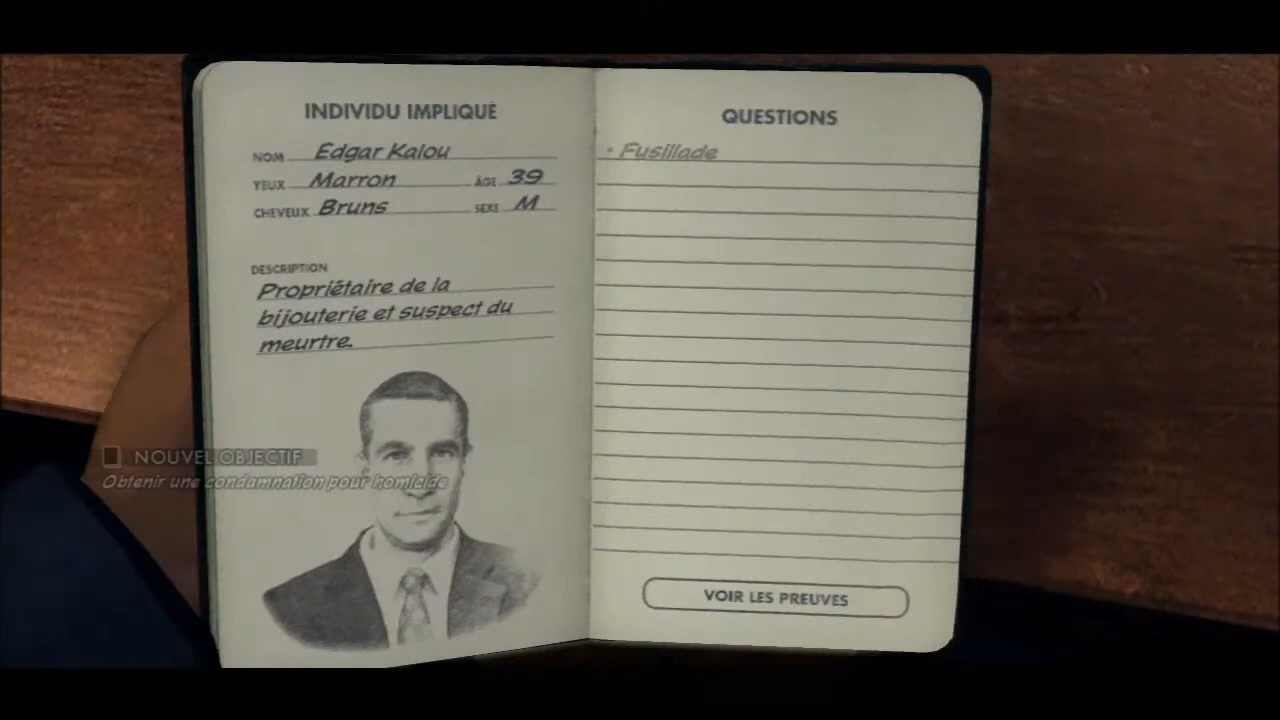 INDIVIDU IMPLIQUÉ
NOM Edgar Kalou
YEUX Marron ÂGE 39
CHEVEUX Bruns SEXE M
DESCRIPTION
Propriétaire de la
bijouterie et suspect du
meurtre.
NOUVEL OBJECTIF
Obtenir une condamnation pour homicide
QUESTIONS
• Fusillade
VOIR LES PREUVES